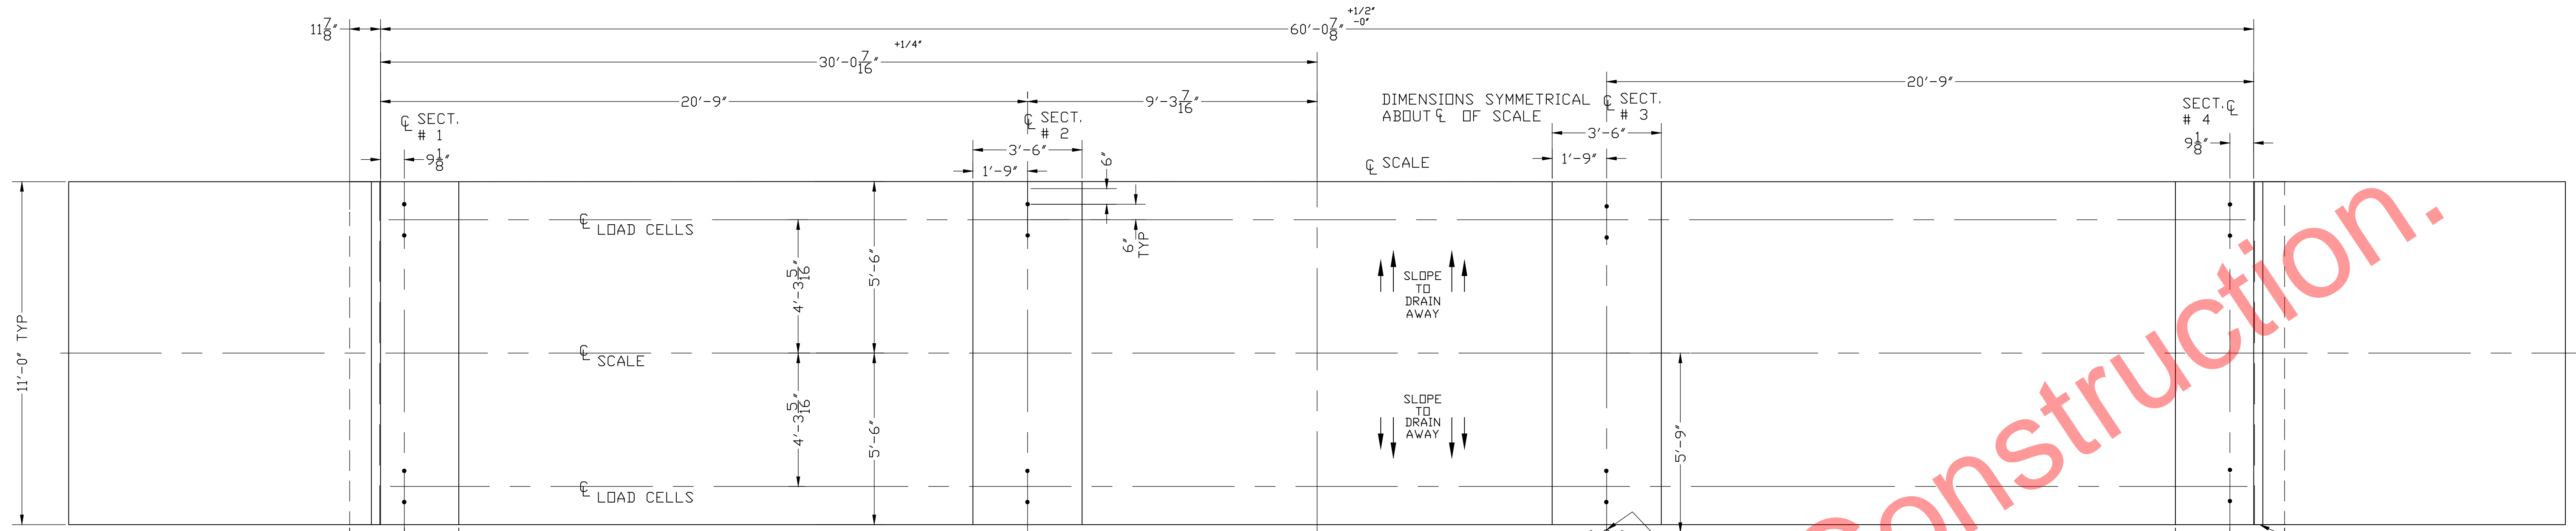 +1/2"
-0"
11 7/8"
60'-0 7/8"
+1/4"
30'-0 7/16"
20'-9"
20'-9"
9'-3 7/16"
DIMENSIONS SYMMETRICAL
ABOUT ℄ OF SCALE
℄ SECT.
# 1
℄ SECT.
# 2
℄ SECT.
# 3
SECT. ℄
# 4
9 1/8"
3'-6"
1'-9"
6"
3'-6"
1'-9"
9 1/8"
℄ SCALE
℄ LOAD CELLS
6"
TYP
4'-3 5/16"
5'-6"
SLOPE
TO
DRAIN
AWAY
11'-0" TYP
℄ SCALE
4'-3 5/16"
5'-6"
SLOPE
TO
DRAIN
AWAY
5'-9"
℄ LOAD CELLS
onstruction.